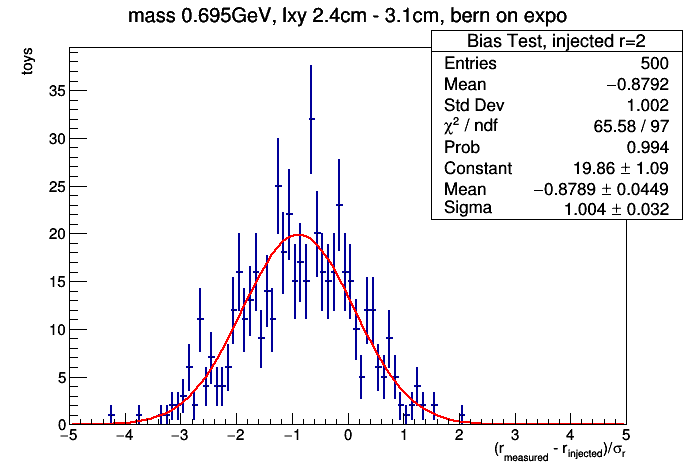 mass 0.695GeV, lxy 2.4cm - 3.1cm, bern on expo
toys
Bias Test, injected r=2
Entries 500
Mean −0.8792
Std Dev 1.002
χ² / ndf 65.58 / 97
Prob 0.994
Constant 19.86 ± 1.09
Mean −0.8789 ± 0.0449
Sigma 1.004 ± 0.032
35
30
25
20
15
10
5
0
−5 −4 −3 −2 −1 0 1 2 3 4 5
(r_measured - r_injected)/σ_r